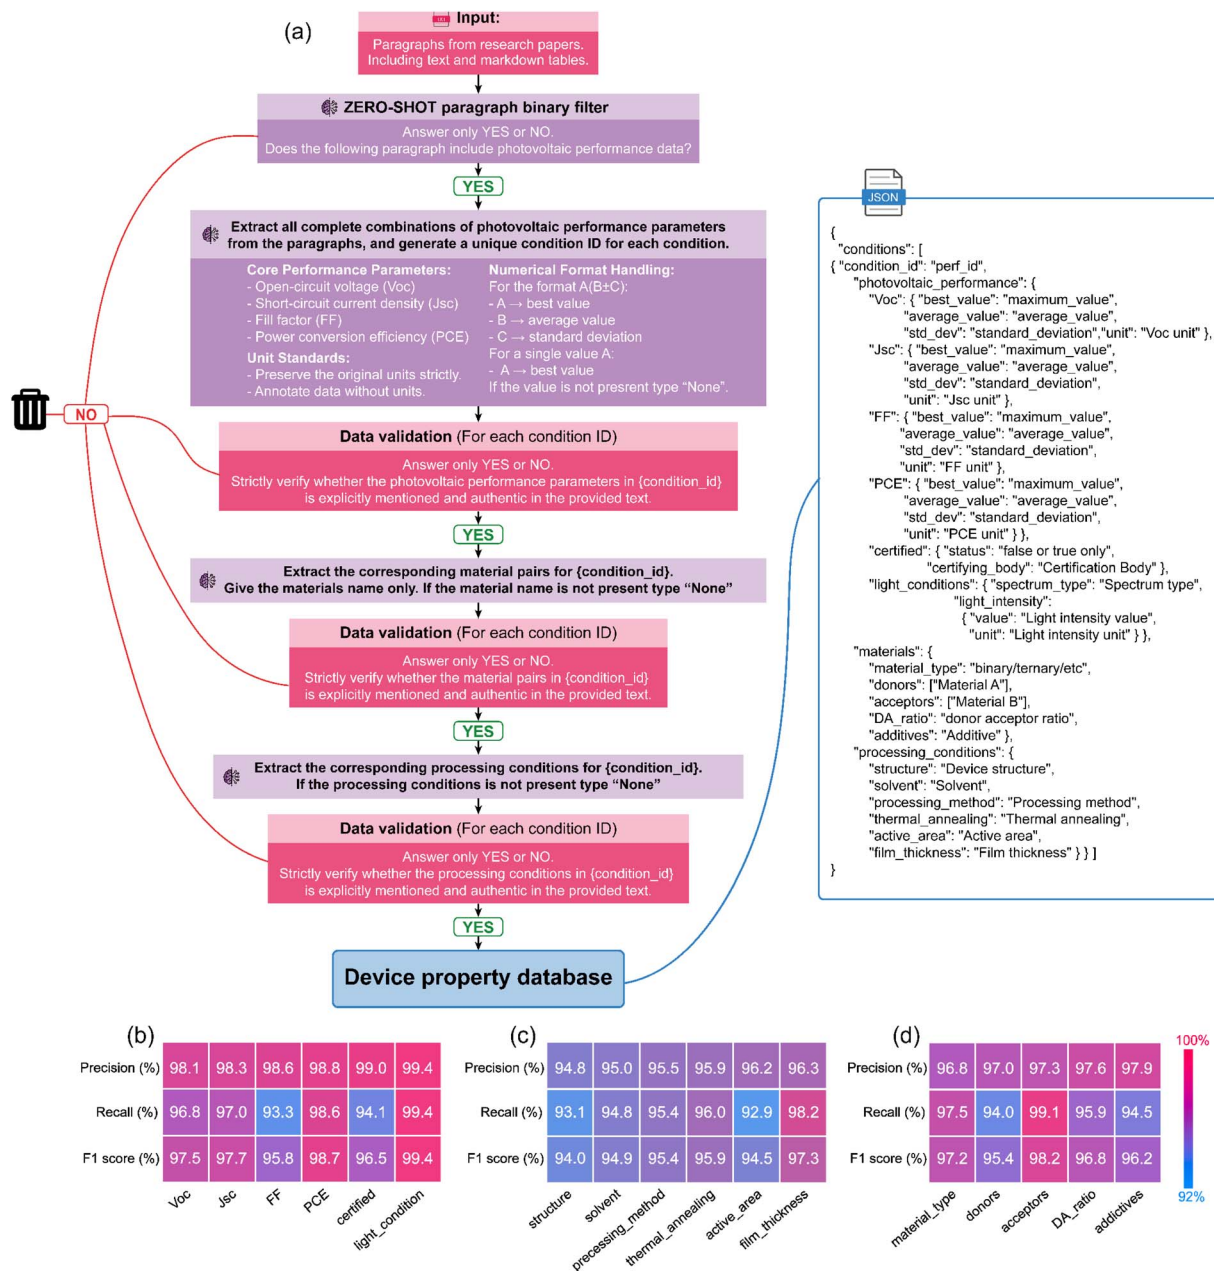 (a)
Input:
Paragraphs from research papers.
Including text and markdown tables.
ZERO-SHOT paragraph binary filter
Answer only YES or NO.
Does the following paragraph include photovoltaic performance data?
YES
Extract all complete combinations of photovoltaic performance parameters
from the paragraphs, and generate a unique condition ID for each condition.
Core Performance Parameters:
- Open-circuit voltage (Voc)
- Short-circuit current density (Jsc)
- Fill factor (FF)
- Power conversion efficiency (PCE)
Unit Standards:
- Preserve the original units strictly.
- Annotate data without units.
Numerical Format Handling:
For the format A(B±C):
- A → best value
- B → average value
- C → standard deviation
For a single value A:
- A → best value
If the value is not presrent type “None”.
NO
Data validation (For each condition ID)
Answer only YES or NO.
Strictly verify whether the photovoltaic performance parameters in {condition_id}
is explicitly mentioned and authentic in the provided text.
YES
Extract the corresponding material pairs for {condition_id}.
Give the materials name only. If the material name is not present type “None”
Data validation (For each condition ID)
Answer only YES or NO.
Strictly verify whether the material pairs in {condition_id}
is explicitly mentioned and authentic in the provided text.
YES
Extract the corresponding processing conditions for {condition_id}.
If the processing conditions is not present type “None”
Data validation (For each condition ID)
Answer only YES or NO.
Strictly verify whether the processing conditions in {condition_id}
is explicitly mentioned and authentic in the provided text.
YES
Device property database
JSON
{
"conditions": [
{ "condition_id": "perf_id",
"photovoltaic_performance": {
"Voc": { "best_value": "maximum_value",
"average_value": "average_value",
"std_dev": "standard_deviation","unit": "Voc unit" },
"Jsc": { "best_value": "maximum_value",
"average_value": "average_value",
"std_dev": "standard_deviation",
"unit": "Jsc unit" },
"FF": { "best_value": "maximum_value",
"average_value": "average_value",
"std_dev": "standard_deviation",
"unit": "FF unit" },
"PCE": { "best_value": "maximum_value",
"average_value": "average_value",
"std_dev": "standard_deviation",
"unit": "PCE unit" } },
"certified": { "status": "false or true only",
"certifying_body": "Certification Body" },
"light_conditions": { "spectrum_type": "Spectrum type",
"light_intensity":
{ "value": "Light intensity value",
"unit": "Light intensity unit" } },
"materials": {
"material_type": "binary/ternary/etc",
"donors": ["Material A"],
"acceptors": ["Material B"],
"DA_ratio": "donor acceptor ratio",
"additives": "Additive" },
"processing_conditions": {
"structure": "Device structure",
"solvent": "Solvent",
"processing_method": "Processing method",
"thermal_annealing": "Thermal annealing",
"active_area": "Active area",
"film_thickness": "Film thickness" } } ]
}
(b)
Precision (%) 98.1 98.3 98.6 98.8 99.0 99.4
Recall (%) 96.8 97.0 93.3 98.6 94.1 99.4
F1 score (%) 97.5 97.7 95.8 98.7 96.5 99.4
Voc Jsc FF PCE certified light_condition
(c)
Precision (%) 94.8 95.0 95.5 95.9 96.2 96.3
Recall (%) 93.1 94.8 95.4 96.0 92.9 98.2
F1 score (%) 94.0 94.9 95.4 95.9 94.5 97.3
structure solvent precessing_method thermal_annealing active_area film_thickness
(d)
Precision (%) 96.8 97.0 97.3 97.6 97.9
Recall (%) 97.5 94.0 99.1 95.9 94.5
F1 score (%) 97.2 95.4 98.2 96.8 96.2
material_type donors acceptors DA_ratio addictives
100%
92%